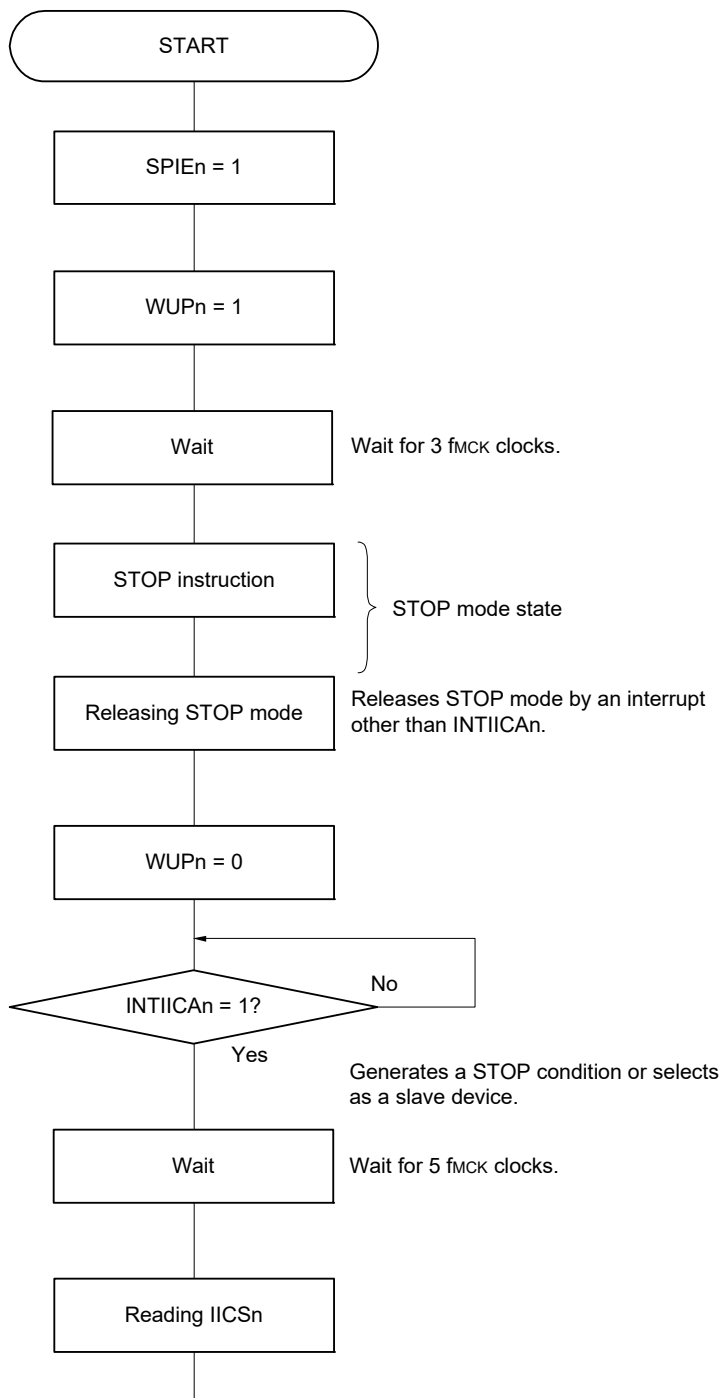 START
SPIEn = 1
WUPn = 1
Wait
Wait for 3 fMCK clocks.
STOP instruction
STOP mode state
Releasing STOP mode
Releases STOP mode by an interrupt
other than INTIICAn.
WUPn = 0
No
INTIICAn = 1?
Yes
Generates a STOP condition or selects
as a slave device.
Wait
Wait for 5 fMCK clocks.
Reading IICSn